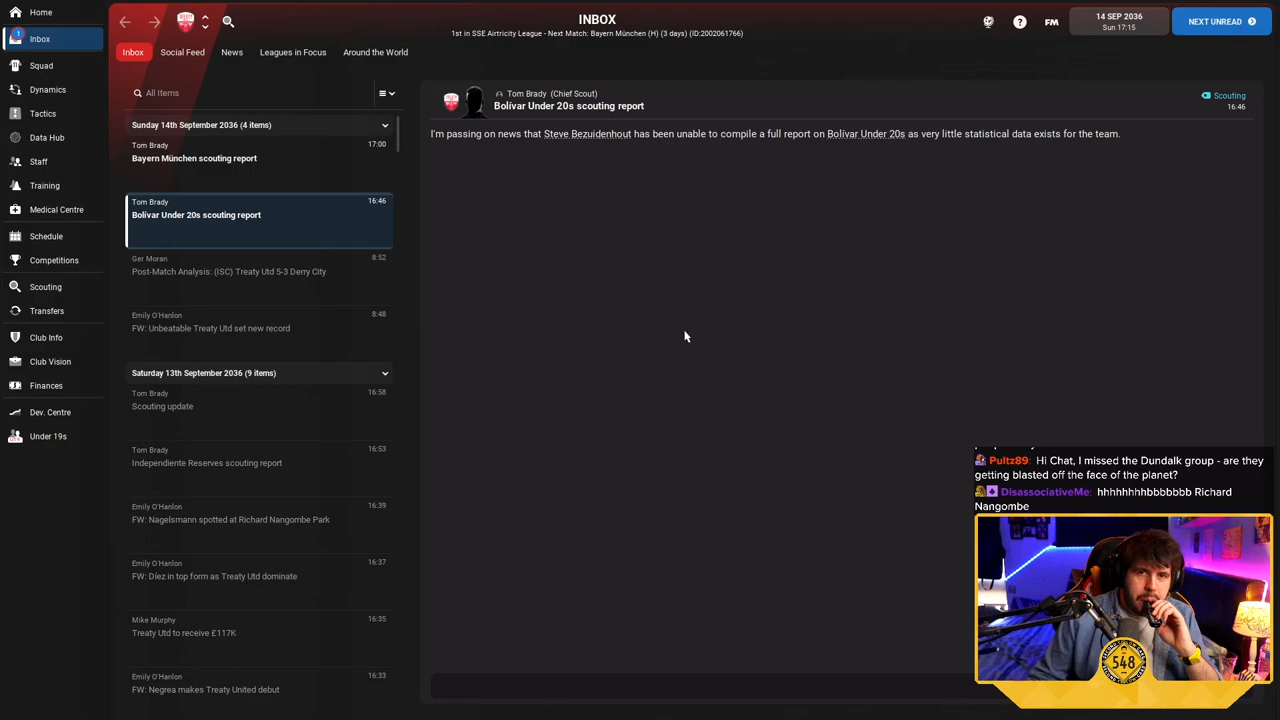 Home
INBOX
1st in SSE Airtricity League - Next Match: Bayern München (H) (3 days) (ID:2002061766)
FM
14 SEP 2036
Sun 17:15
NEXT UNREAD
1
Inbox
Squad
Dynamics
Tactics
Data Hub
Staff
Training
Medical Centre
Schedule
Competitions
Scouting
Transfers
Club Info
Club Vision
Finances
Dev. Centre
Under 19s
Inbox Social Feed News Leagues in Focus Around the World
All Items
Sunday 14th September 2036 (4 items)
Tom Brady 17:00
Bayern München scouting report
Tom Brady 16:46
Bolívar Under 20s scouting report
Ger Moran 8:52
Post-Match Analysis: (ISC) Treaty Utd 5-3 Derry City
Emily O'Hanlon 8:48
FW: Unbeatable Treaty Utd set new record
Saturday 13th September 2036 (9 items)
Tom Brady 16:58
Scouting update
Tom Brady 16:53
Independiente Reserves scouting report
Emily O'Hanlon 16:39
FW: Nagelsmann spotted at Richard Nangombe Park
Emily O'Hanlon 16:37
FW: Díez in top form as Treaty Utd dominate
Mike Murphy 16:35
Treaty Utd to receive £117K
Emily O'Hanlon 16:33
FW: Negrea makes Treaty United debut
Tom Brady (Chief Scout)
Bolívar Under 20s scouting report
Scouting
16:46
I'm passing on news that Steve Bezuidenhout has been unable to compile a full report on Bolívar Under 20s as very little statistical data exists for the team.
Pultz89: Hi Chat, I missed the Dundalk group - are they
getting blasted off the face of the planet?
DisassociativeMe: hhhhhhhbbbbbbb Richard
Nangombe
548